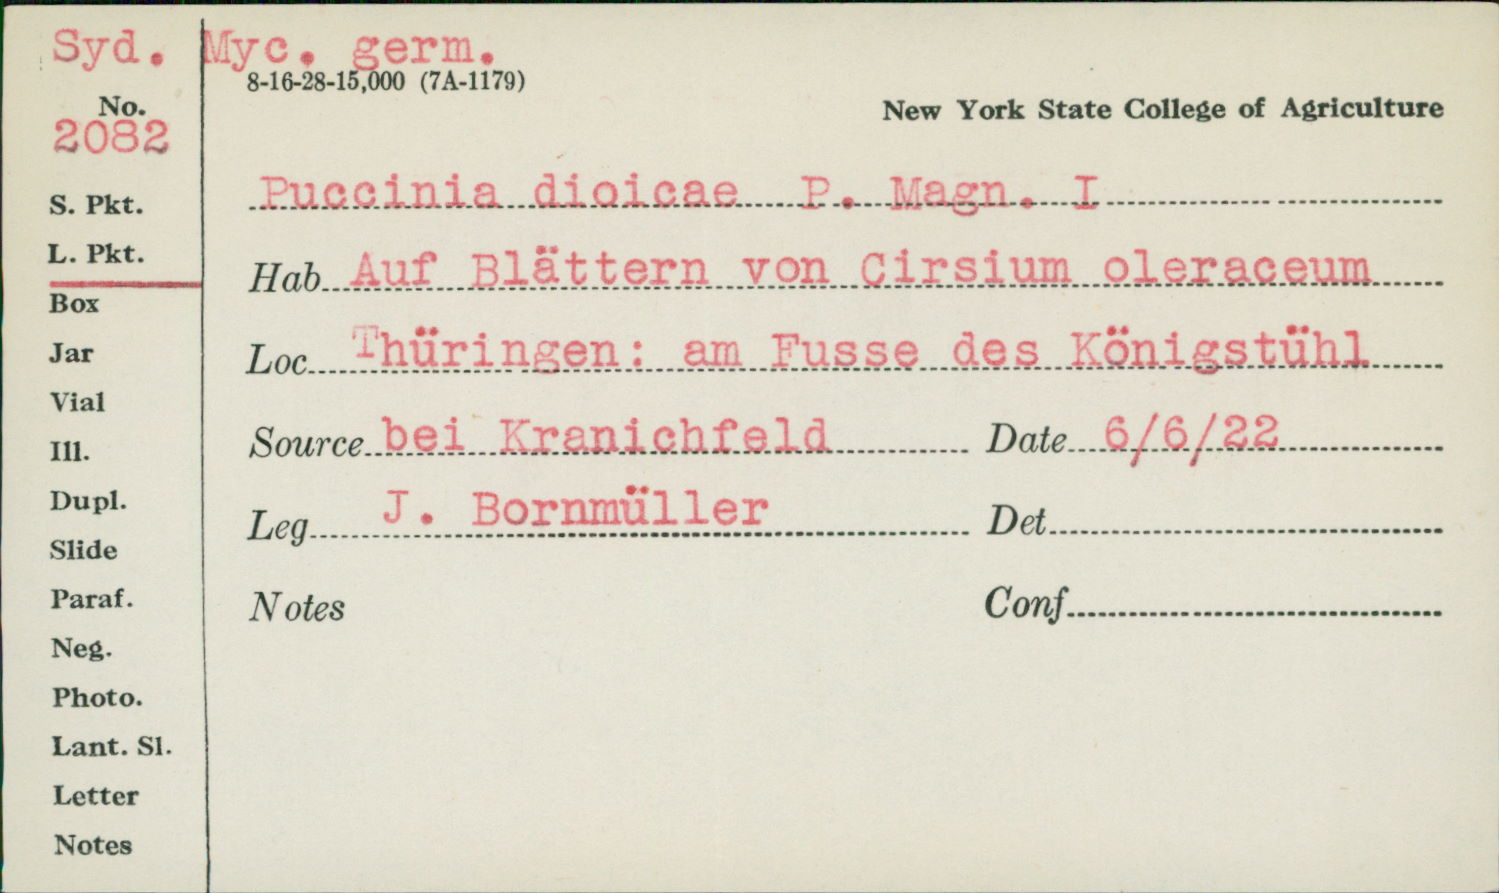 Syd. Myc. germ.
8-16-28-15,000 (7A-1179)
No.
2082
New York State College of Agriculture
S. Pkt.
Puccinia dioicae P. Magn. I
L. Pkt.
Hab. Auf Blättern von Cirsium oleraceum
Box
Jar
Loc. Thüringen: am Fusse des Königstühl
Vial
Ill.
Source bei Kranichfeld Date 6/6/22
Dupl.
Leg. J. Bornmüller Det.
Slide
Paraf.
Notes Conf.
Neg.
Photo.
Lant. Sl.
Letter
Notes